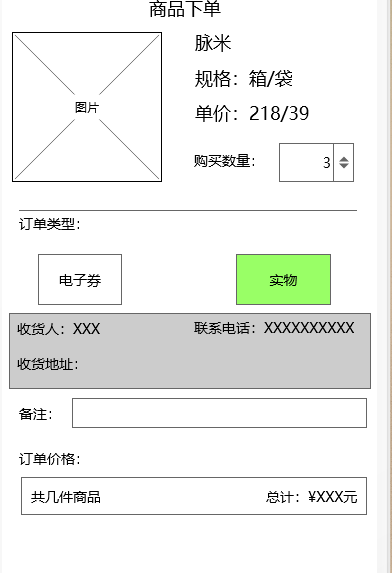 商品下单
图片
脉米
规格：箱/袋
单价：218/39
购买数量： 3
订单类型：
电子券 实物
收货人：XXX 联系电话：XXXXXXXXXX
收货地址：
备注：
订单价格：
共几件商品 总计：¥XXX元